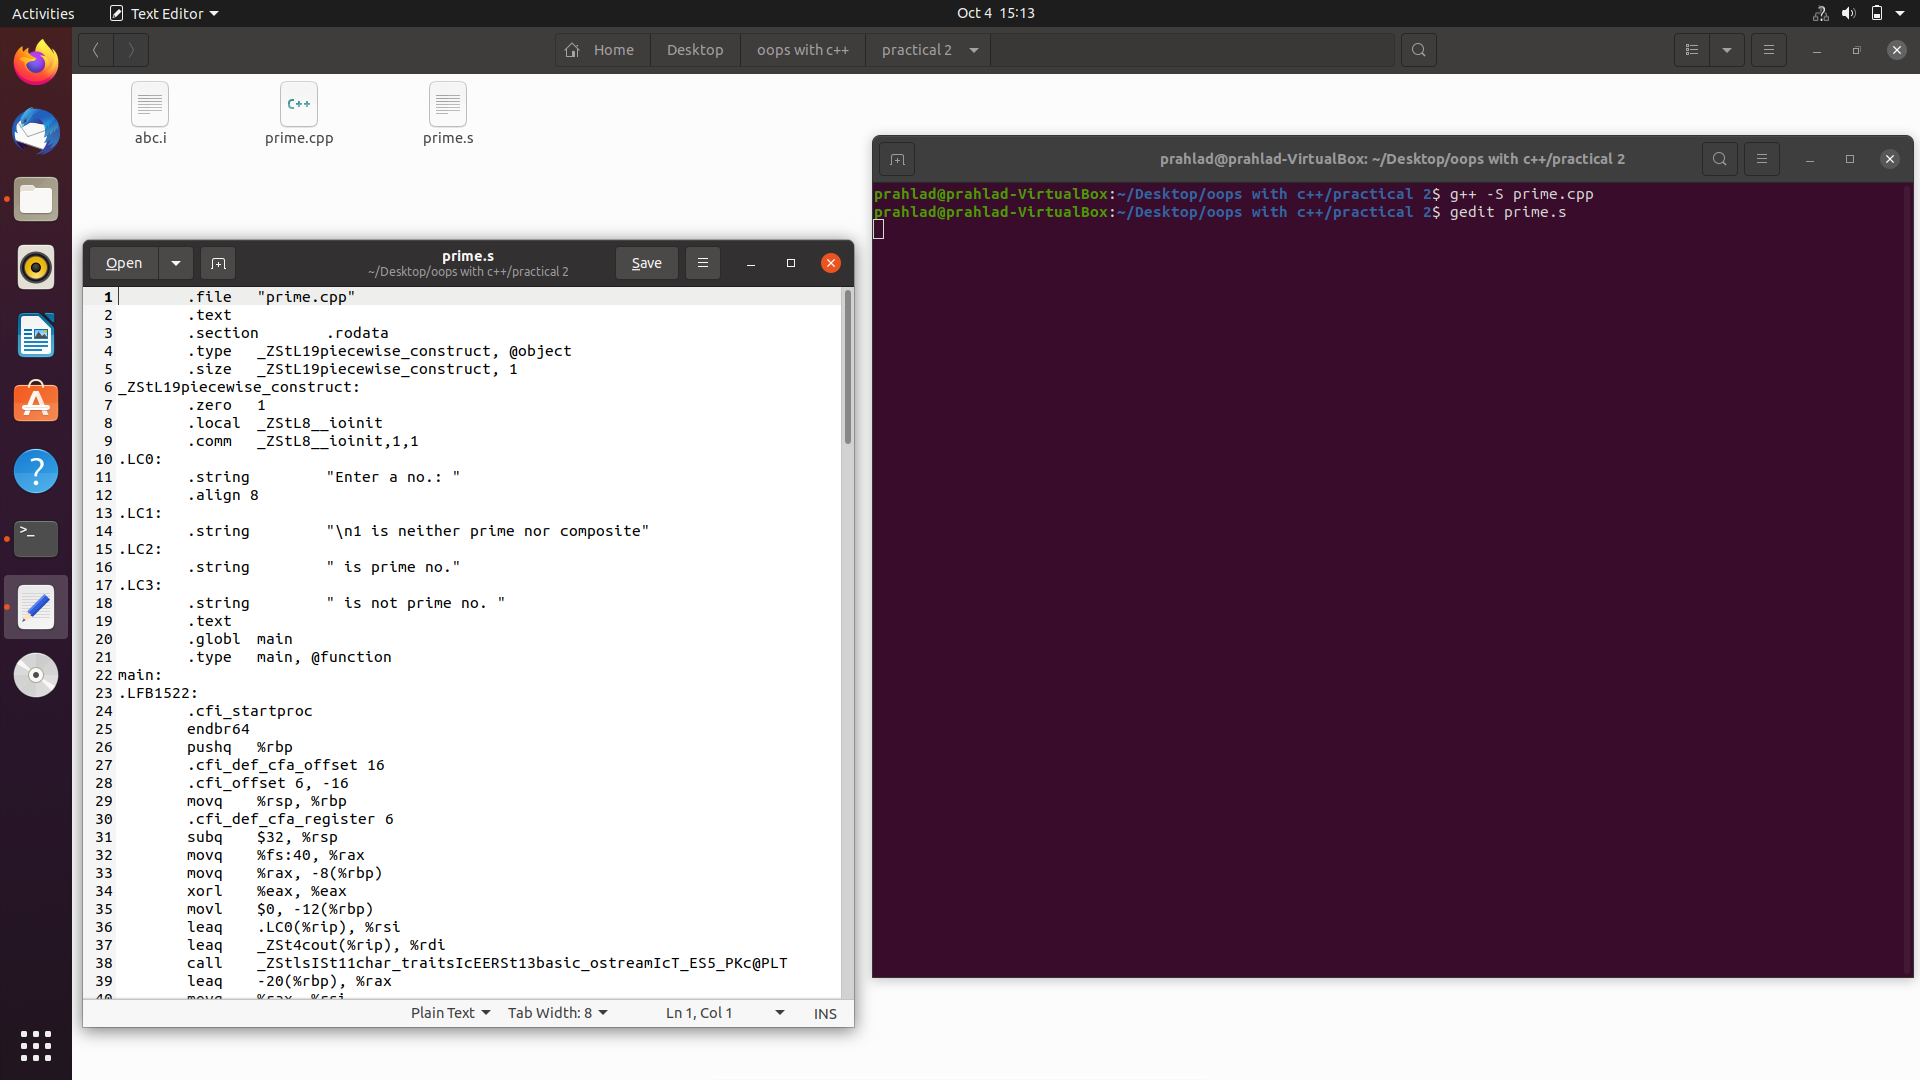 Activities
Text Editor
Oct 4 15:13
Home
Desktop
oops with c++
practical 2
abc.i
C++
prime.cpp
prime.s
Open
prime.s
~/Desktop/oops with c++/practical 2
Save
1 .file "prime.cpp"
2 .text
3 .section .rodata
4 .type _ZStL19piecewise_construct, @object
5 .size _ZStL19piecewise_construct, 1
6 _ZStL19piecewise_construct:
7 .zero 1
8 .local _ZStL8__ioinit
9 .comm _ZStL8__ioinit,1,1
10 .LC0:
11 .string "Enter a no.: "
12 .align 8
13 .LC1:
14 .string "\n1 is neither prime nor composite"
15 .LC2:
16 .string " is prime no."
17 .LC3:
18 .string " is not prime no. "
19 .text
20 .globl main
21 .type main, @function
22 main:
23 .LFB1522:
24 .cfi_startproc
25 endbr64
26 pushq %rbp
27 .cfi_def_cfa_offset 16
28 .cfi_offset 6, -16
29 movq %rsp, %rbp
30 .cfi_def_cfa_register 6
31 subq $32, %rsp
32 movq %fs:40, %rax
33 movq %rax, -8(%rbp)
34 xorl %eax, %eax
35 movl $0, -12(%rbp)
36 leaq .LC0(%rip), %rsi
37 leaq _ZSt4cout(%rip), %rdi
38 call _ZStlsISt11char_traitsIcEERSt13basic_ostreamIcT_ES5_PKc@PLT
39 leaq -20(%rbp), %rax
40 movq %rax, %rsi
Plain Text
Tab Width: 8
Ln 1, Col 1
INS
prahlad@prahlad-VirtualBox: ~/Desktop/oops with c++/practical 2
prahlad@prahlad-VirtualBox:~/Desktop/oops with c++/practical 2$ g++ -S prime.cpp
prahlad@prahlad-VirtualBox:~/Desktop/oops with c++/practical 2$ gedit prime.s